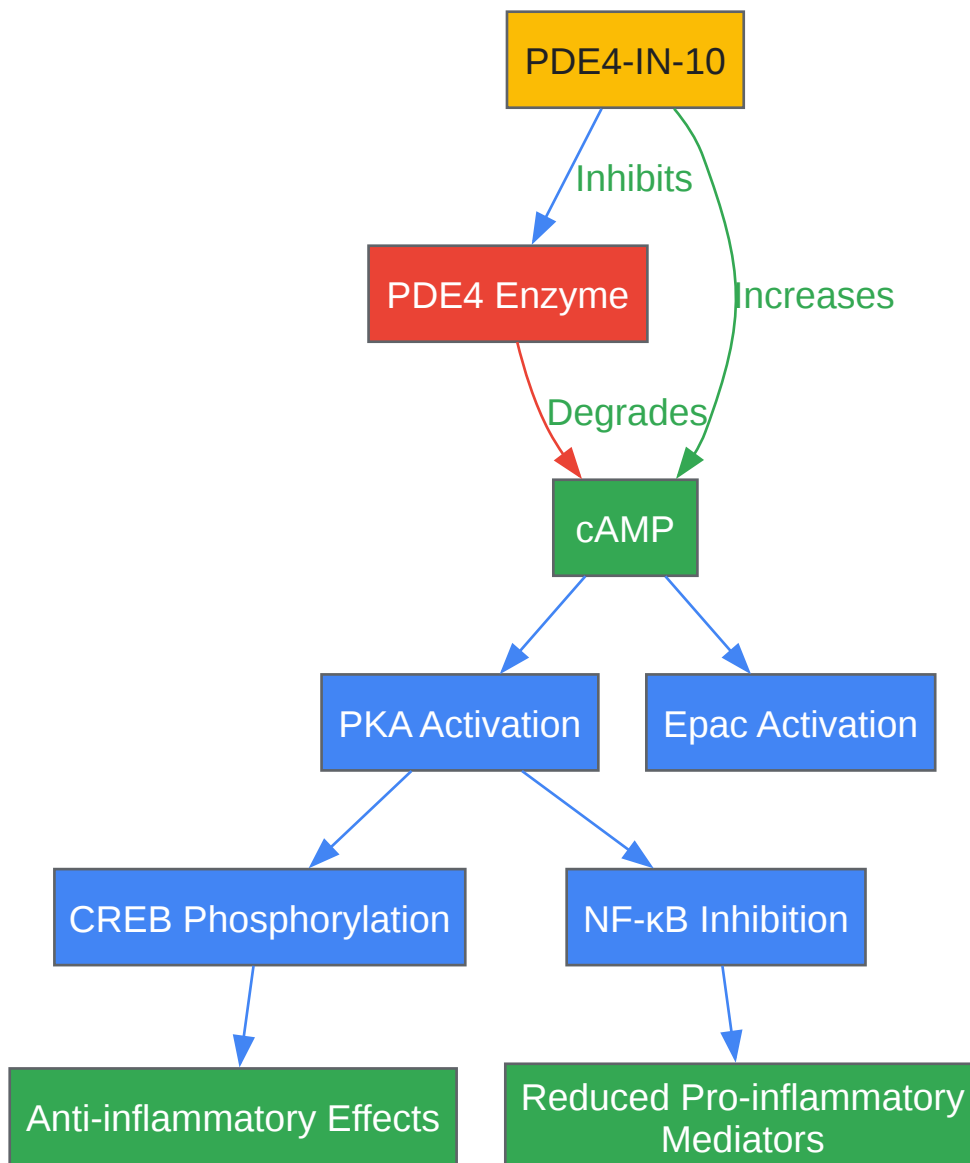 PDE4-IN-10
Inhibits
PDE4 Enzyme
Increases
Degrades
cAMP
PKA Activation
Epac Activation
CREB Phosphorylation
NF-κB Inhibition
Anti-inflammatory Effects
Reduced Pro-inflammatory
Mediators